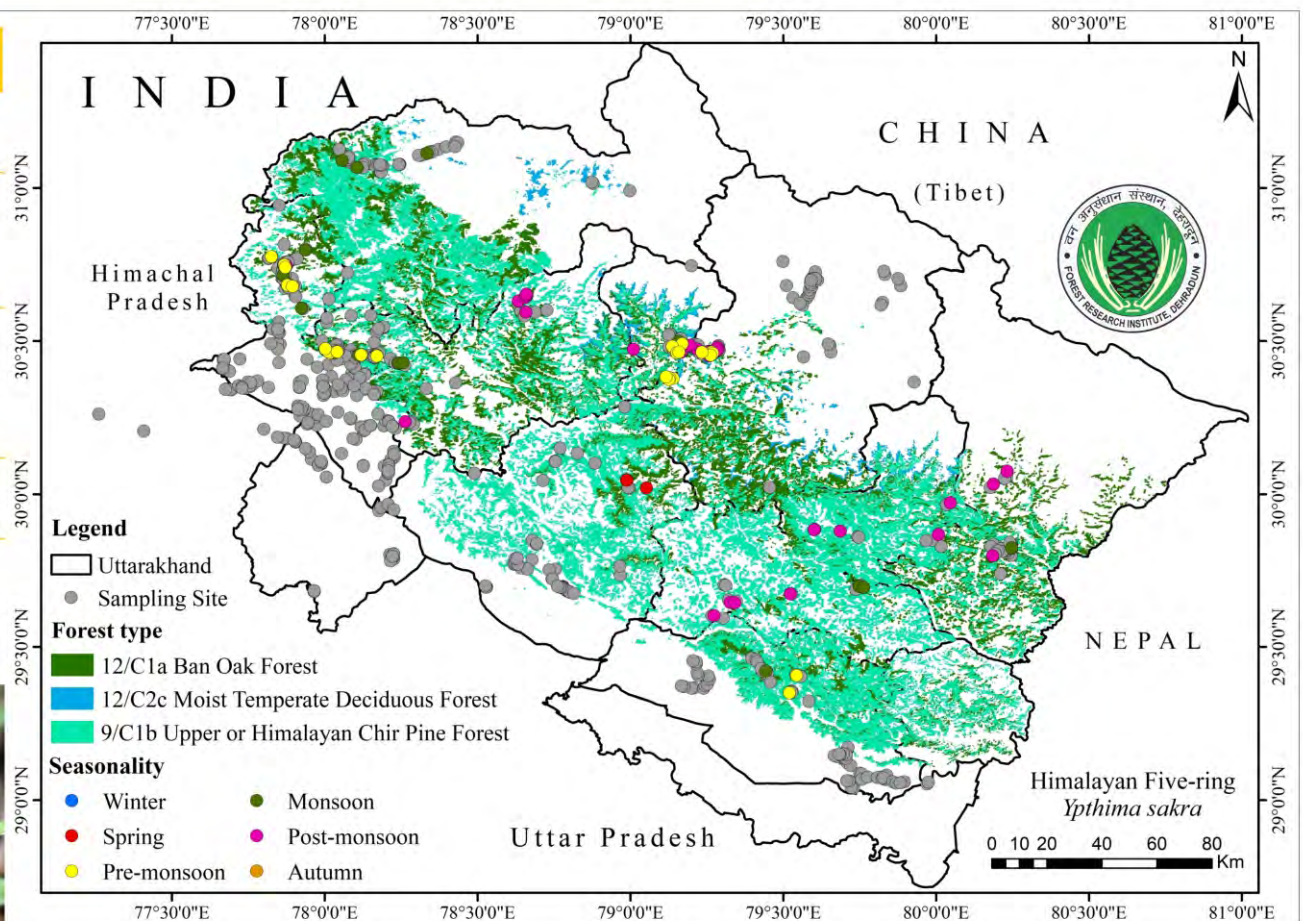 77°30'0"E 78°0'0"E 78°30'0"E 79°0'0"E 79°30'0"E 80°0'0"E 80°30'0"E 81°0'0"E
I N D I A
N
C H I N A
(Tibet)
वन अनुसंधान संस्थान, देहरादून
FOREST RESEARCH INSTITUTE, DEHRADUN
Himachal
Pradesh
31°0'0"N
30°30'0"N
30°0'0"N
29°30'0"N
29°0'0"N
31°0'0"N
30°30'0"N
30°0'0"N
29°30'0"N
29°0'0"N
Legend
Uttarakhand
Sampling Site
Forest type
12/C1a Ban Oak Forest
12/C2c Moist Temperate Deciduous Forest
9/C1b Upper or Himalayan Chir Pine Forest
Seasonality
Winter
Spring
Pre-monsoon
Monsoon
Post-monsoon
Autumn
N E P A L
Uttar Pradesh
Himalayan Five-ring
Ypthima sakra
0 10 20 40 60 80
Km
77°30'0"E 78°0'0"E 78°30'0"E 79°0'0"E 79°30'0"E 80°0'0"E 80°30'0"E 81°0'0"E